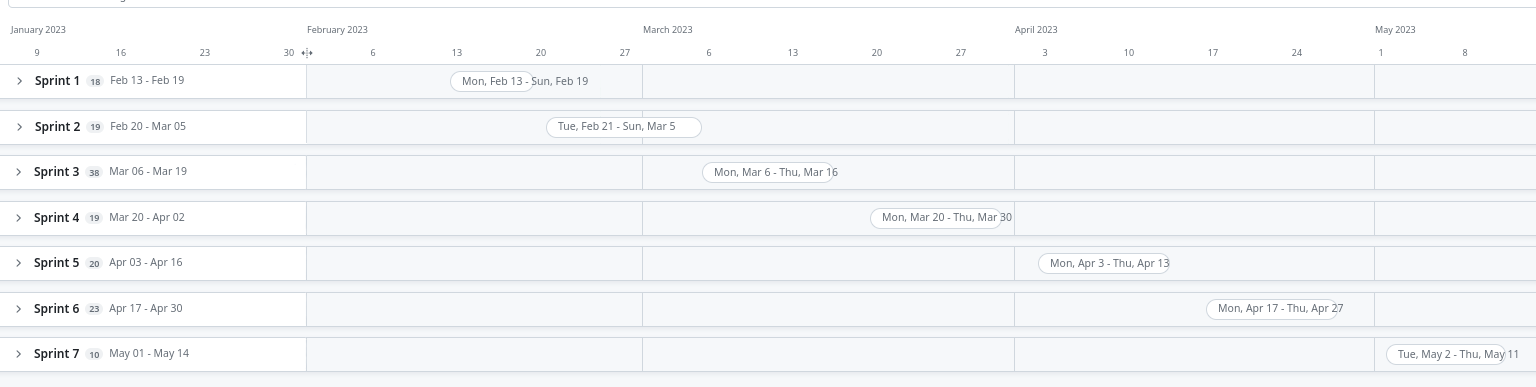 January 2023 February 2023 March 2023 April 2023 May 2023
9 16 23 30 6 13 20 27 6 13 20 27 3 10 17 24 1 8
Sprint 1 18 Feb 13 - Feb 19 Mon, Feb 13 - Sun, Feb 19
Sprint 2 19 Feb 20 - Mar 05 Tue, Feb 21 - Sun, Mar 5
Sprint 3 38 Mar 06 - Mar 19 Mon, Mar 6 - Thu, Mar 16
Sprint 4 19 Mar 20 - Apr 02 Mon, Mar 20 - Thu, Mar 30
Sprint 5 20 Apr 03 - Apr 16 Mon, Apr 3 - Thu, Apr 13
Sprint 6 23 Apr 17 - Apr 30 Mon, Apr 17 - Thu, Apr 27
Sprint 7 10 May 01 - May 14 Tue, May 2 - Thu, May 11